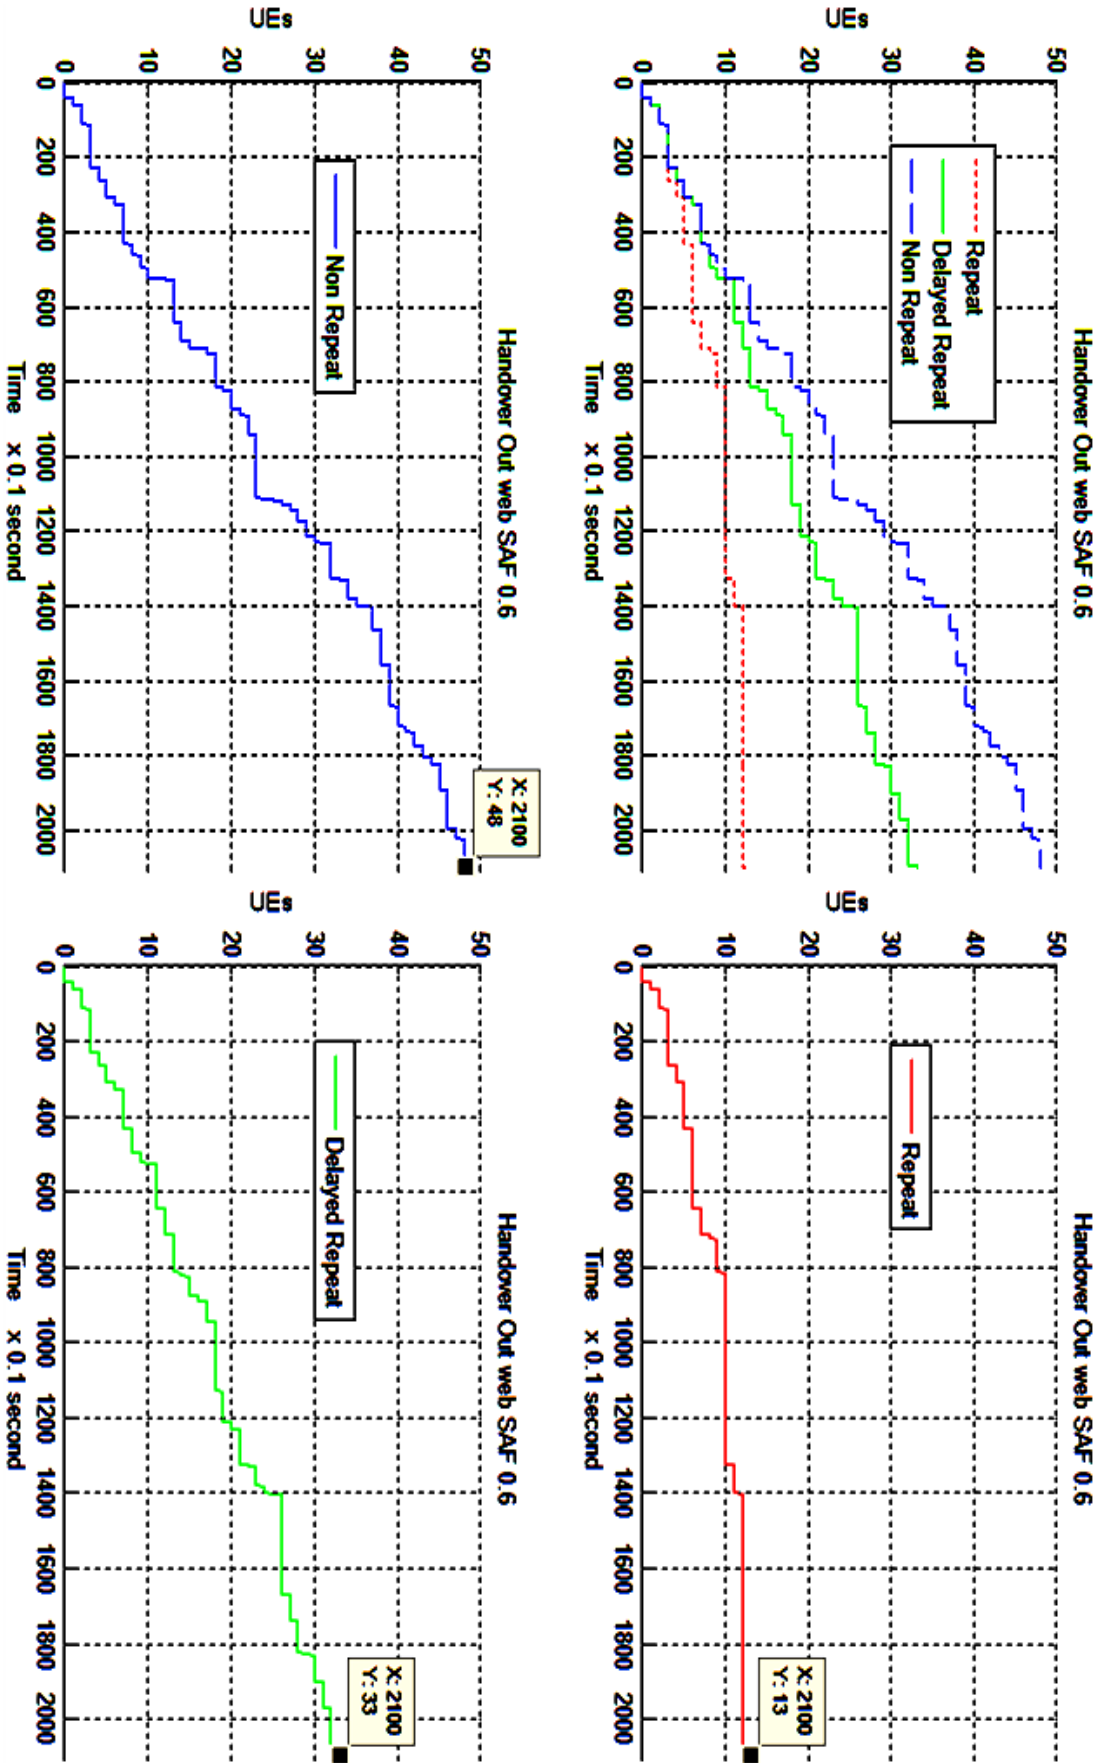 Handover Out web SAF 0.6
UEs
50
40
30
20
10
0
0 200 400 600 800 1000 1200 1400 1600 1800 2000
Time x 0.1 second
Repeat
Delayed Repeat
Non Repeat
Handover Out web SAF 0.6
UEs
50
40
30
20
10
0
0 200 400 600 800 1000 1200 1400 1600 1800 2000
Time x 0.1 second
Repeat
X: 2100
Y: 13
Handover Out web SAF 0.6
UEs
50
40
30
20
10
0
0 200 400 600 800 1000 1200 1400 1600 1800 2000
Time x 0.1 second
Non Repeat
X: 2100
Y: 48
Handover Out web SAF 0.6
UEs
50
40
30
20
10
0
0 200 400 600 800 1000 1200 1400 1600 1800 2000
Time x 0.1 second
Delayed Repeat
X: 2100
Y: 33